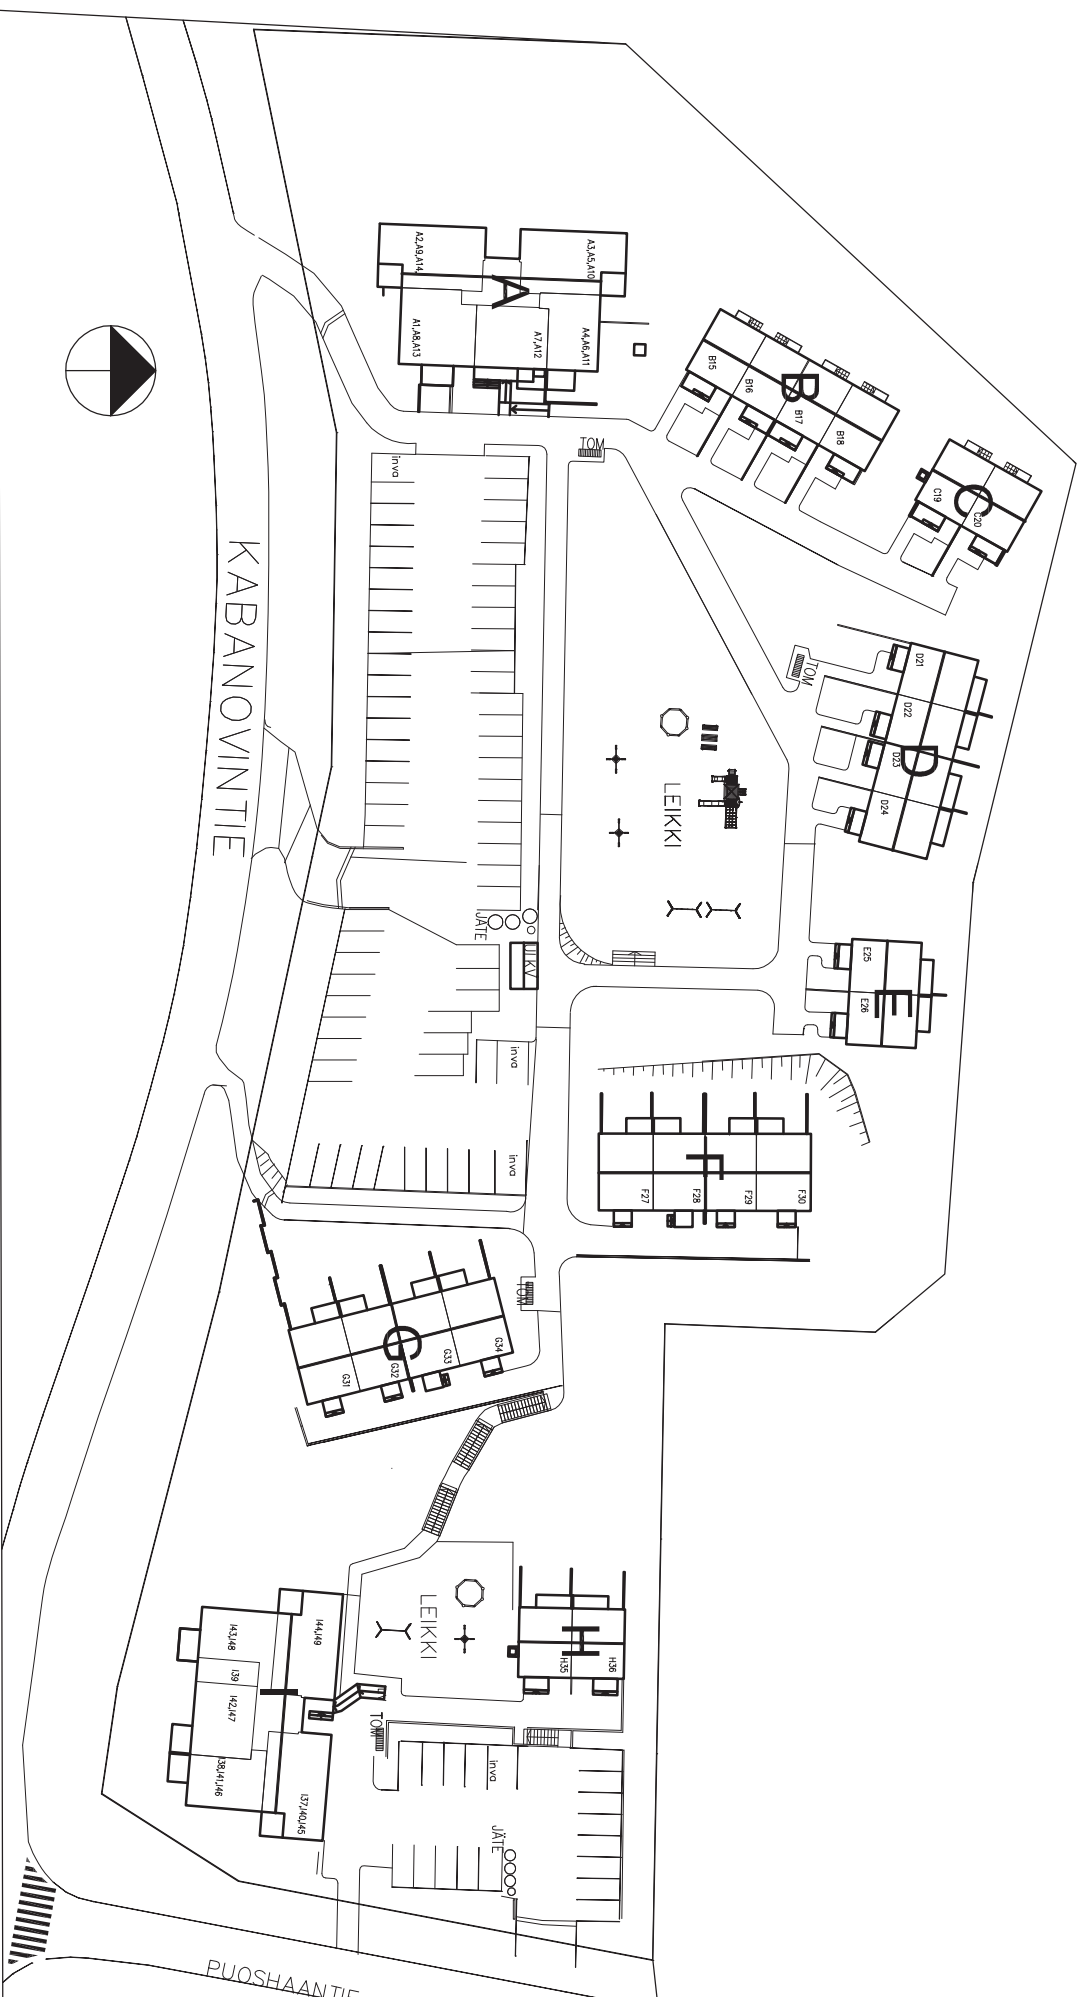 A2,A9,A14
A3,A5,A10
A
A1,A8,A13
A7,A12
A4,A6,A11
B
B15
B16
B17
B18
C
C19
C20
TOM
inva
KABANOVINTIE
TOM
D21
D22
D23
D24
D
LEIKKI
JÄTE
LJKV
E25
E26
E
inva
inva
F
F27
F28
F29
F30
TOM
G
G31
G32
G33
G34
LEIKKI
H
H35
H36
I44,I49
I43,I48
I39
I42,I47
I
I38,I41,I46
I37,I40,I45
TOM
inva
JÄTE
PUOSHAANTIE